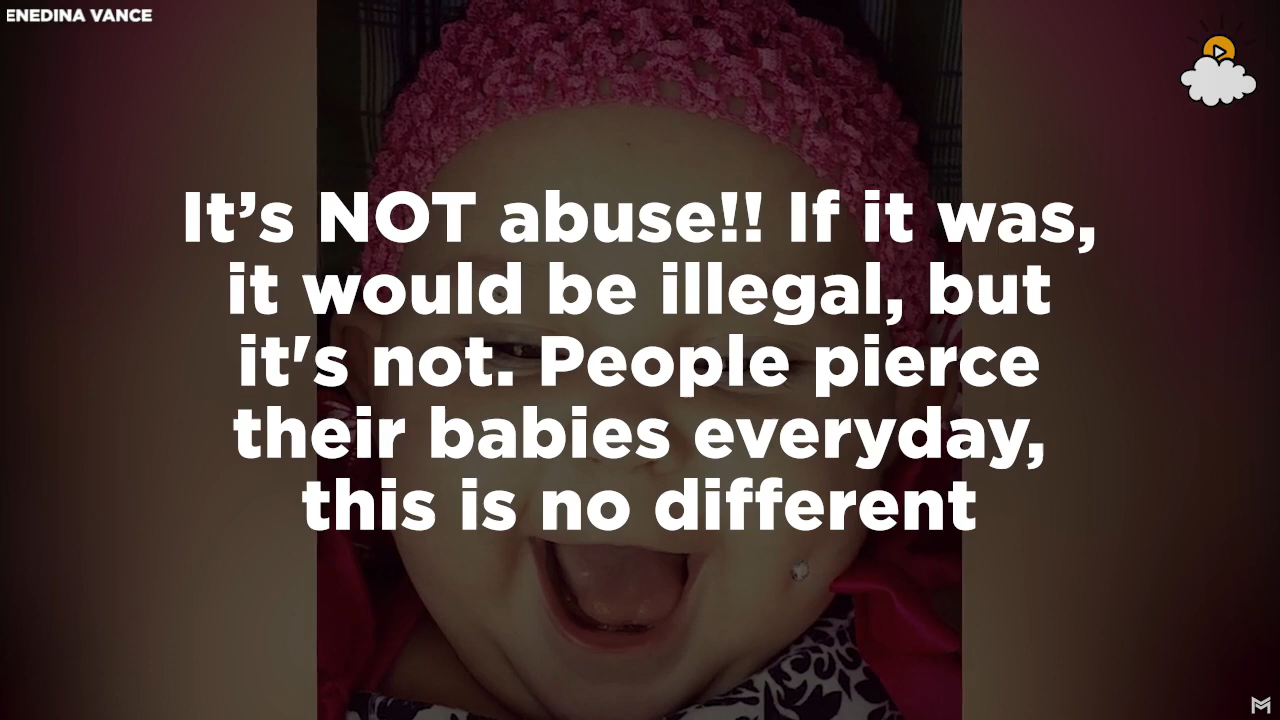 ENEDINA VANCE
It’s NOT abuse!! If it was,
it would be illegal, but
it's not. People pierce
their babies everyday,
this is no different